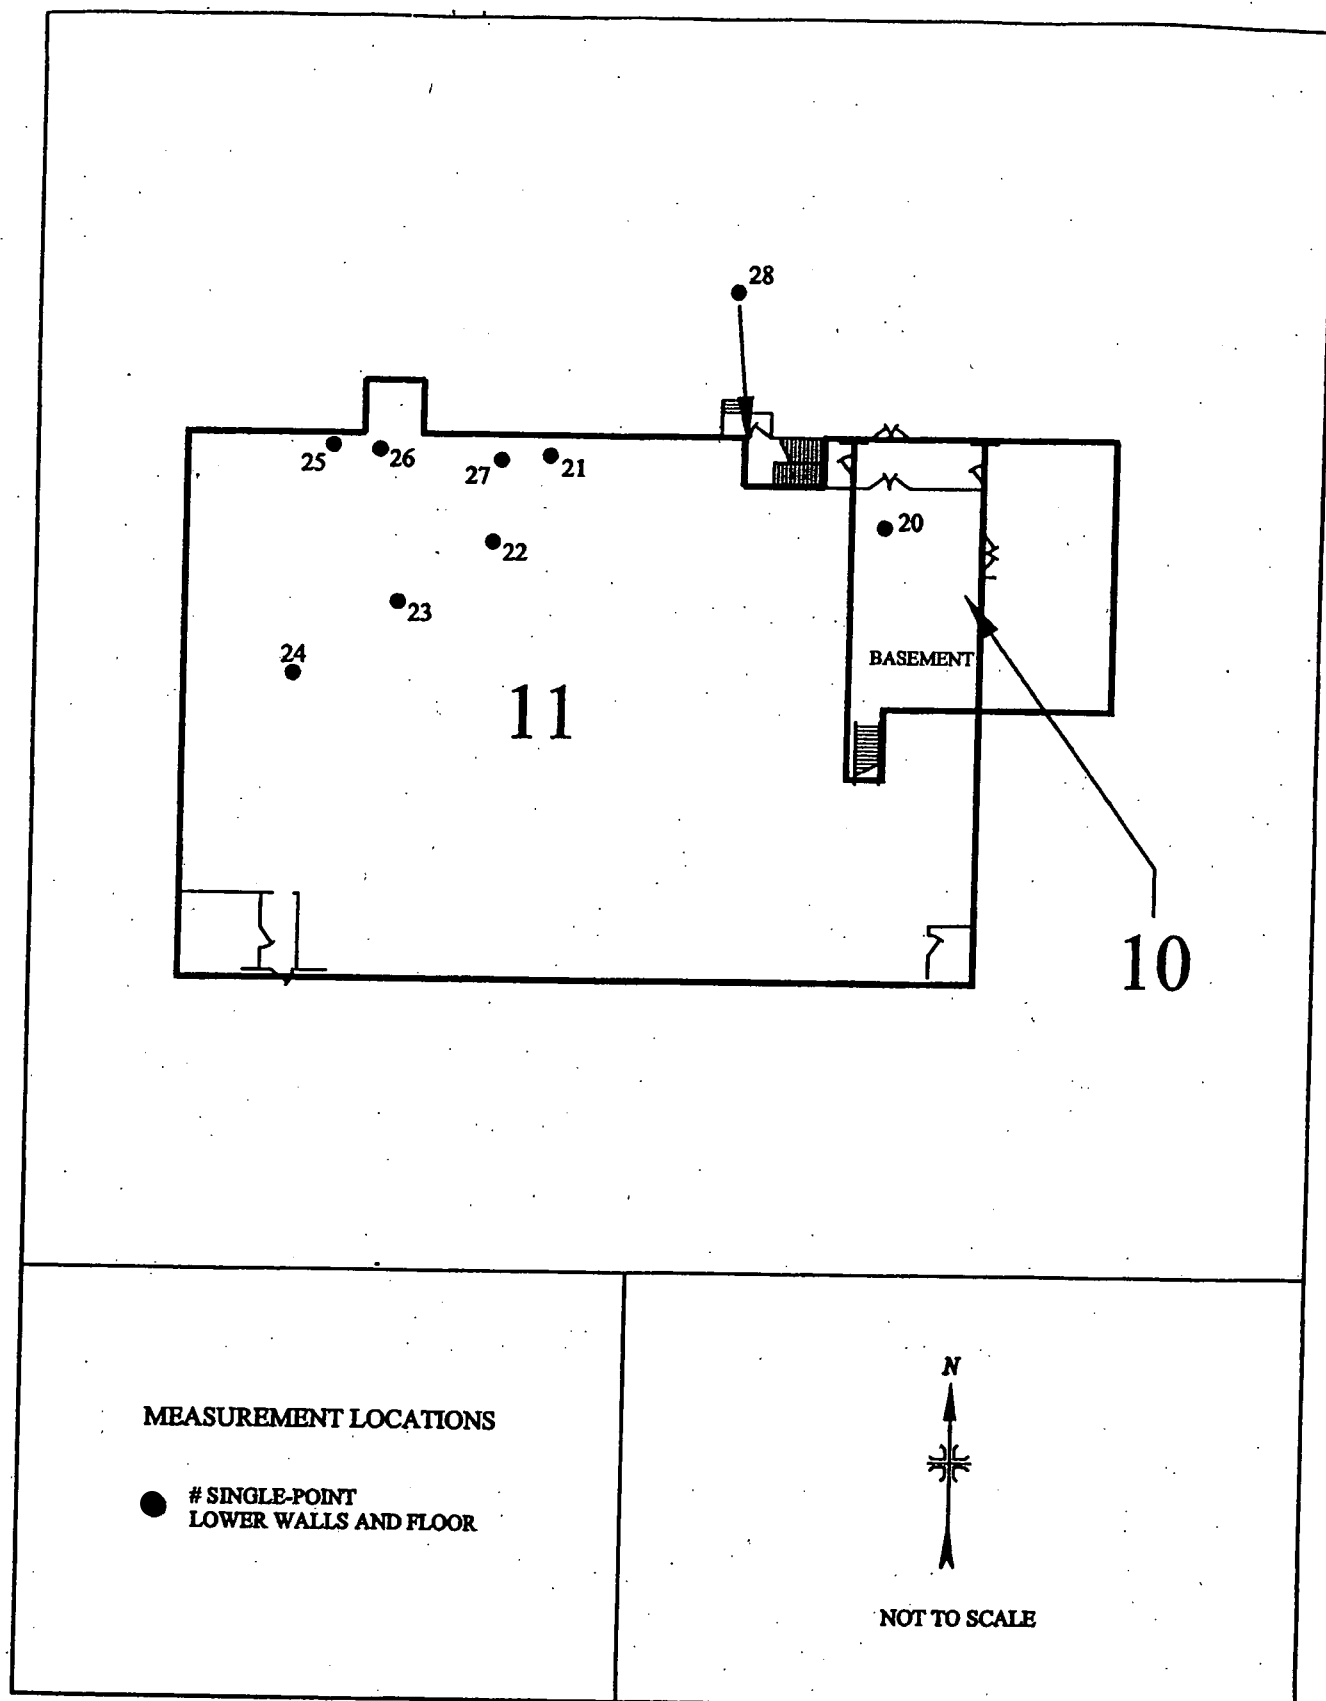 28
25
26
27
21
20
22
23
24
BASEMENT
11
10
MEASUREMENT LOCATIONS
# SINGLE-POINT
LOWER WALLS AND FLOOR
N
NOT TO SCALE